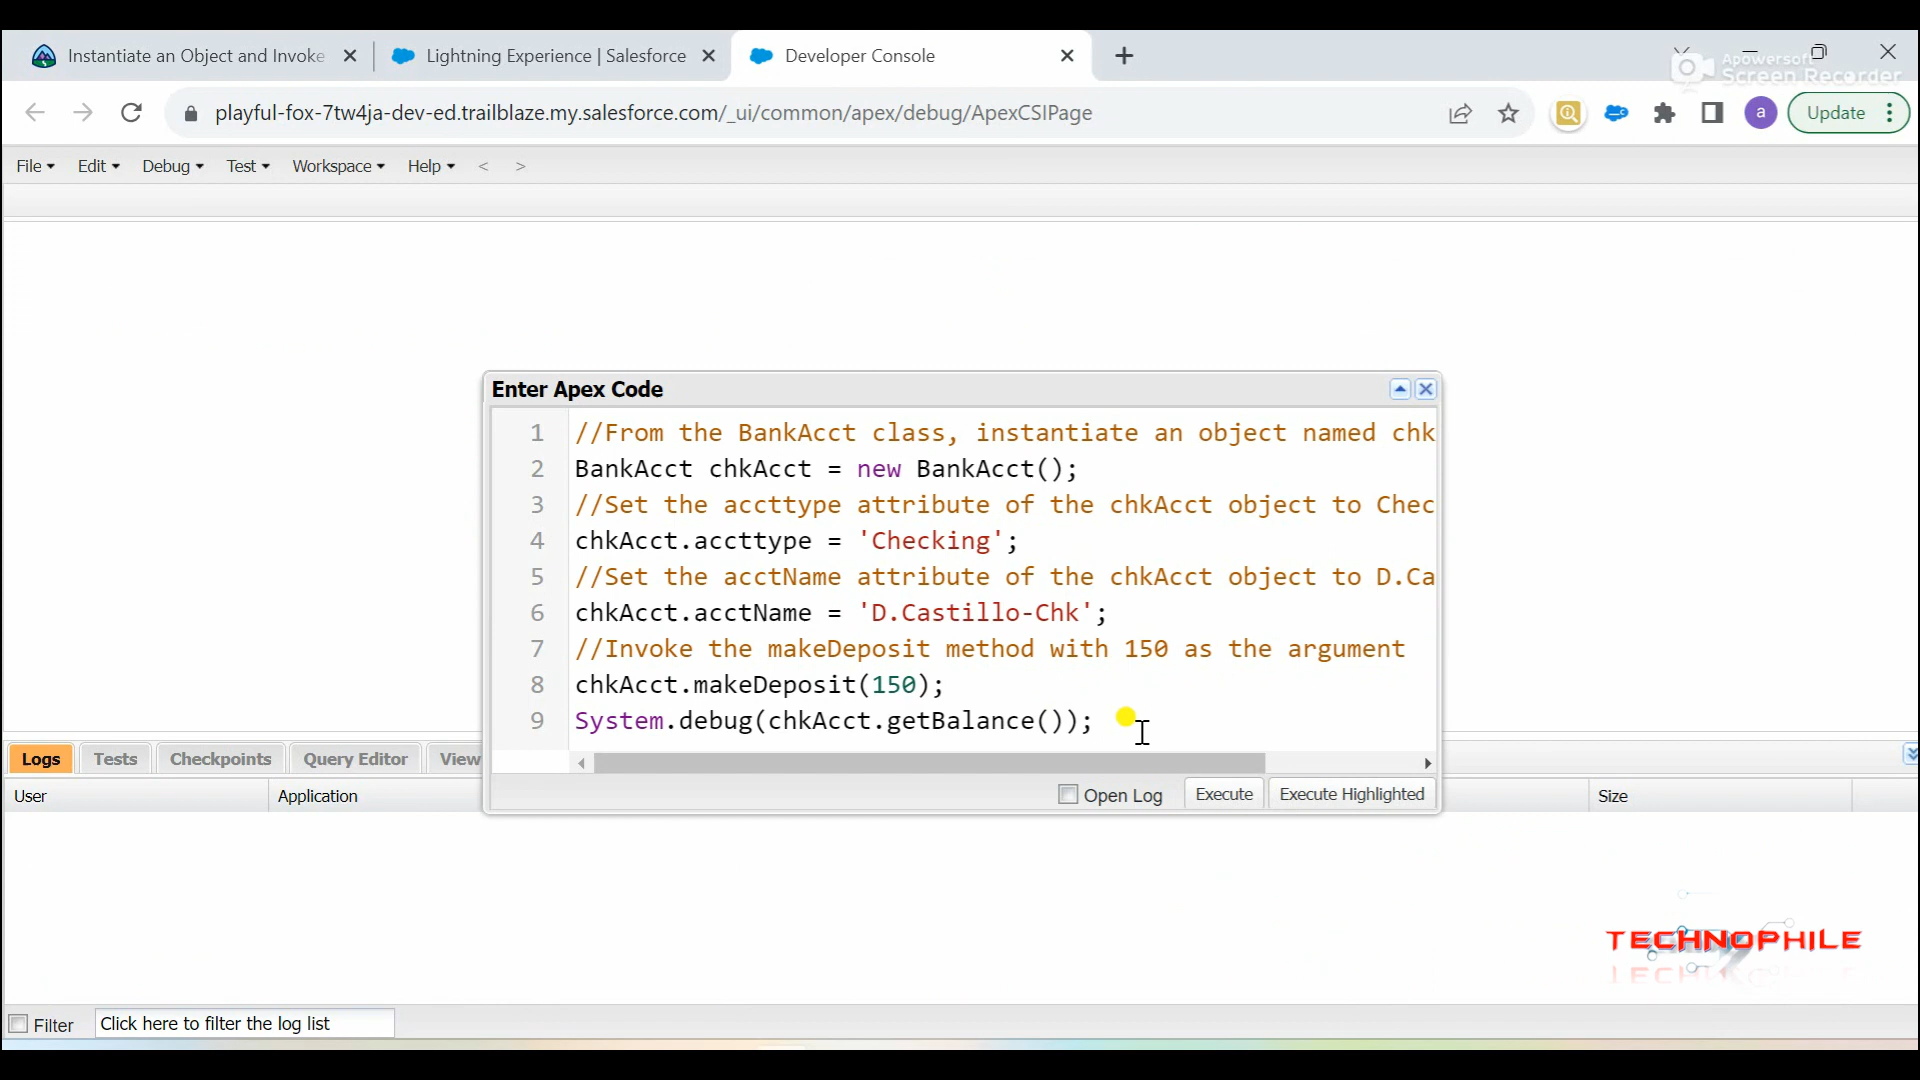 Instantiate an Object and Invoke
Lightning Experience | Salesforce
Developer Console
Apowersoft
Screen Recorder
playful-fox-7tw4ja-dev-ed.trailblaze.my.salesforce.com/_ui/common/apex/debug/ApexCSIPage
a
Update
File Edit Debug Test Workspace Help < >
Enter Apex Code
1 //From the BankAcct class, instantiate an object named chk
2 BankAcct chkAcct = new BankAcct();
3 //Set the accttype attribute of the chkAcct object to Chec
4 chkAcct.accttype = 'Checking';
5 //Set the acctName attribute of the chkAcct object to D.Ca
6 chkAcct.acctName = 'D.Castillo-Chk';
7 //Invoke the makeDeposit method with 150 as the argument
8 chkAcct.makeDeposit(150);
9 System.debug(chkAcct.getBalance());
Open Log Execute Execute Highlighted
Logs Tests Checkpoints Query Editor View
User Application Size
TECHNOPHILE
Filter Click here to filter the log list